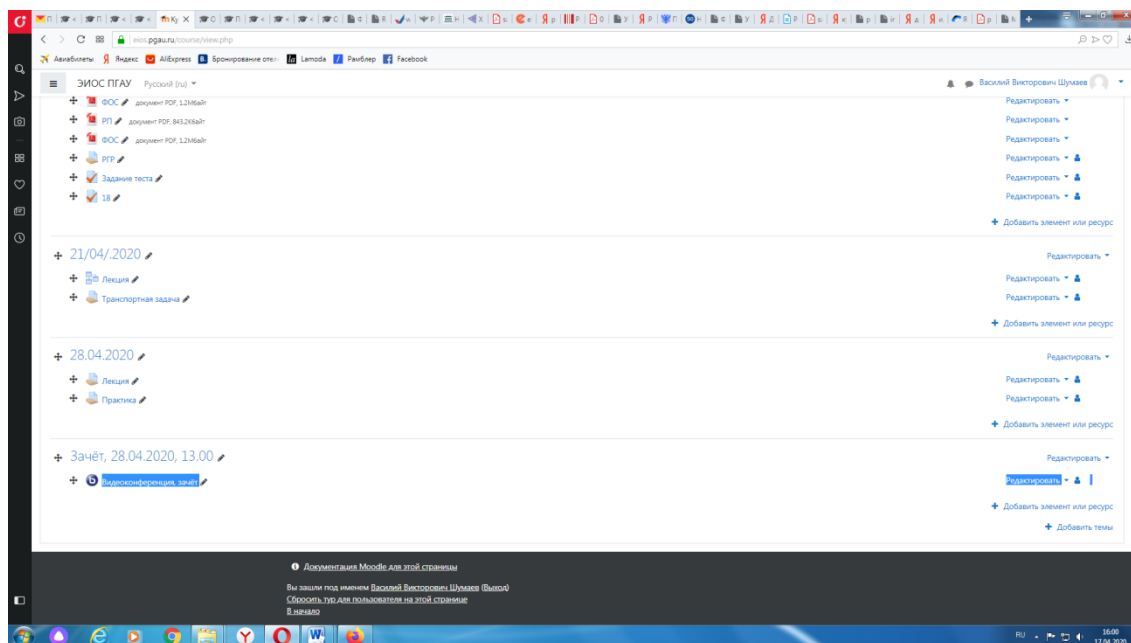 eios.pgau.ru/course/view.php
Авиабилеты Яндекс AliExpress Бронирование отел Lamoda Рамблер Facebook
ЭИОС ПГАУ Русский (ru) Василий Викторович Шумаев
ФОС документ PDF, 1.2Мбайт Редактировать
РП документ PDF, 843.2Кбайт Редактировать
ФОС документ PDF, 1.2Мбайт Редактировать
РГР Редактировать
Задание теста Редактировать
18 Редактировать
Добавить элемент или ресурс
21/04/.2020 Редактировать
Лекция Редактировать
Транспортная задача Редактировать
Добавить элемент или ресурс
28.04.2020 Редактировать
Лекция Редактировать
Практика Редактировать
Добавить элемент или ресурс
Зачёт, 28.04.2020, 13.00 Редактировать
Видеоконференция, зачёт Редактировать
Добавить элемент или ресурс
Добавить темы
Документация Moodle для этой страницы
Вы зашли под именем Василий Викторович Шумаев (Выход)
Сбросить тур для пользователя на этой странице
В начало
RU 16:00
17.04.2020